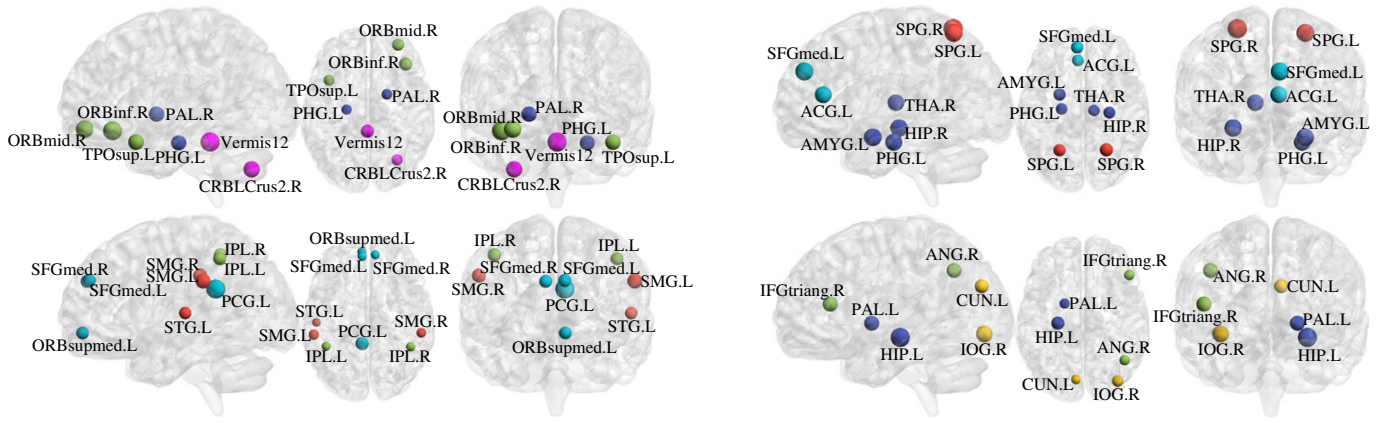 ORBinf.R
PAL.R
ORBmid.R
TPOsup.L
PHG.L
Vermis12
CRBLCrus2.R
ORBmid.R
ORBinf.R
TPOsup.L
PAL.R
PHG.L
Vermis12
CRBLCrus2.R
PAL.R
ORBmid.R
PHG.L
ORBinf.R
Vermis12
TPOsup.L
CRBLCrus2.R
SPG.R
SPG.L
SFGmed.L
ACG.L
THA.R
HIP.R
AMYG.L
PHG.L
SFGmed.L
ACG.L
AMYG.L
THA.R
PHG.L
HIP.R
SPG.L
SPG.R
SPG.R
SPG.L
SFGmed.L
THA.R
ACG.L
AMYG.L
HIP.R
PHG.L
IPL.R
SMG.R
IPL.L
SFGmed.R
SMG.L
SFGmed.L
PCG.L
STG.L
ORBsupmed.L
ORBsupmed.L
SFGmed.L
SFGmed.R
STG.L
PCG.L
SMG.R
SMG.L
IPL.L
IPL.R
IPL.R
IPL.L
SFGmed.R
SFGmed.L
SMG.R
SMG.L
PCG.L
STG.L
ORBsupmed.L
ANG.R
CUN.L
IFGtriang.R
PAL.L
HIP.L
IOG.R
IFGtriang.R
PAL.L
HIP.L
ANG.R
CUN.L
IOG.R
ANG.R
CUN.L
IFGtriang.R
PAL.L
IOG.R
HIP.L